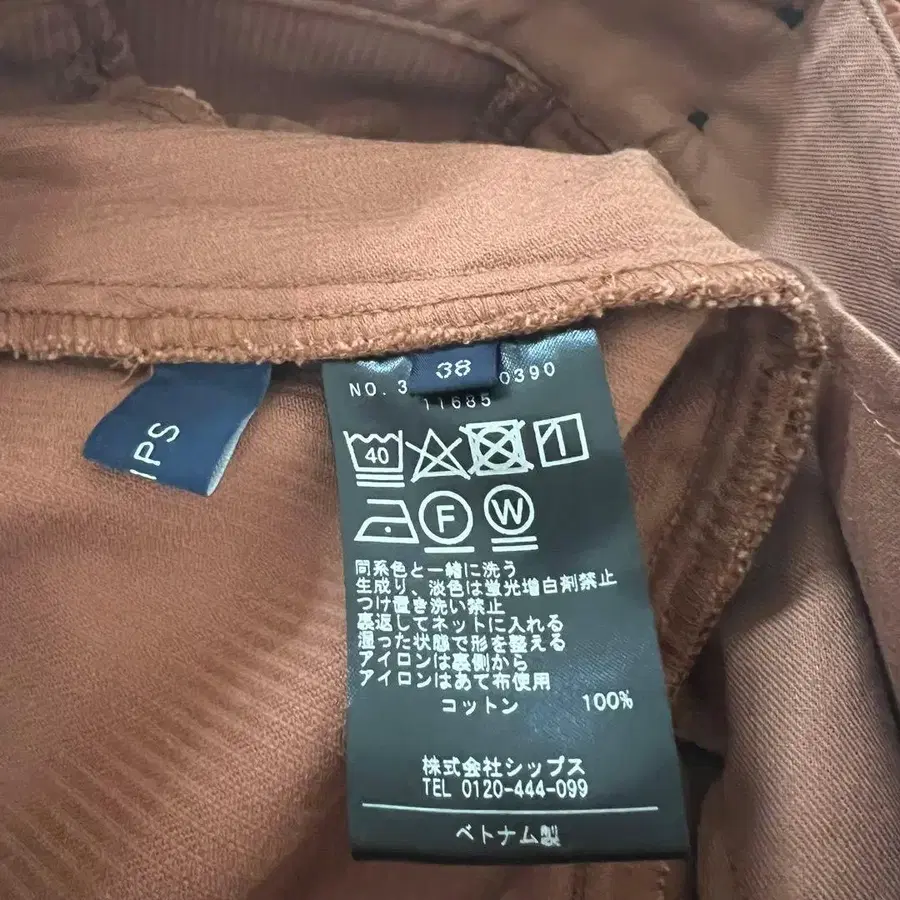 38
NO. 3 0390
11685
IPS
40
F
W
同系色と一緒に洗う
生成り、淡色は蛍光増白剤禁止
つけ置き洗い禁止
裏返してネットに入れる
湿った状態で形を整える
アイロンは裏側から
アイロンはあて布使用
コットン 100%
株式会社シップス
TEL 0120-444-099
ベトナム製